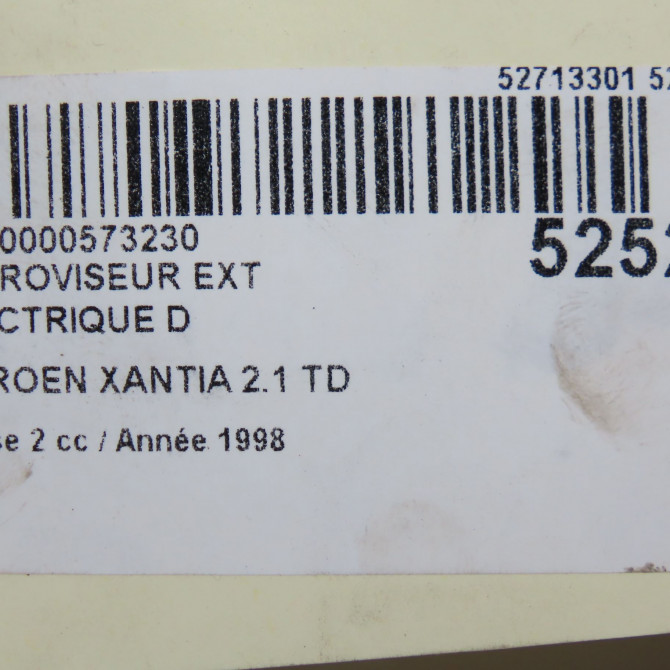 52713301 52
0000573230
5252
ROVISEUR EXT
CTRIQUE D
ROEN XANTIA 2.1 TD
se 2 cc / Année 1998